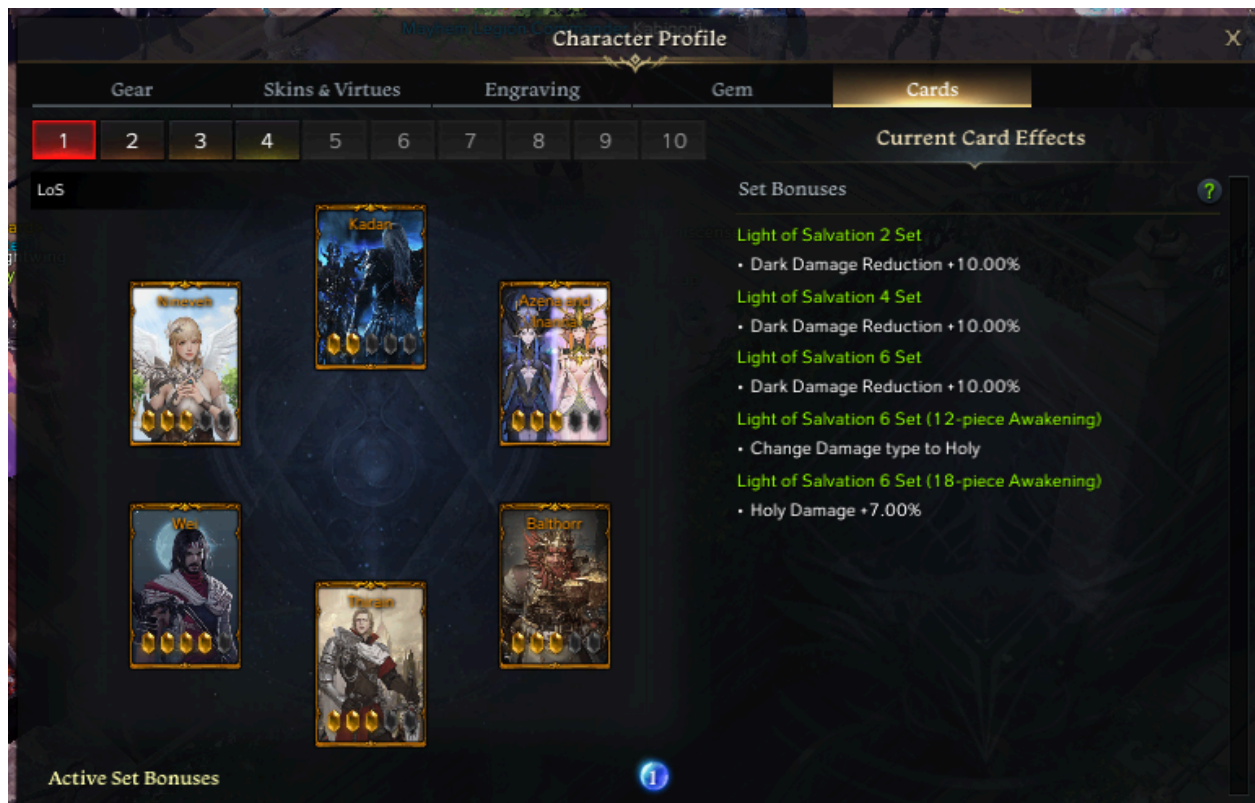 Character Profile
X
Gear
Skins & Virtues
Engraving
Gem
Cards
1
2
3
4
5
6
7
8
9
10
Current Card Effects
LoS
Set Bonuses
?
Kadan
Nineveh
Azena and
Inanna
Wei
Balthorr
Thirain
Light of Salvation 2 Set
• Dark Damage Reduction +10.00%
Light of Salvation 4 Set
• Dark Damage Reduction +10.00%
Light of Salvation 6 Set
• Dark Damage Reduction +10.00%
Light of Salvation 6 Set (12-piece Awakening)
• Change Damage type to Holy
Light of Salvation 6 Set (18-piece Awakening)
• Holy Damage +7.00%
Active Set Bonuses
1